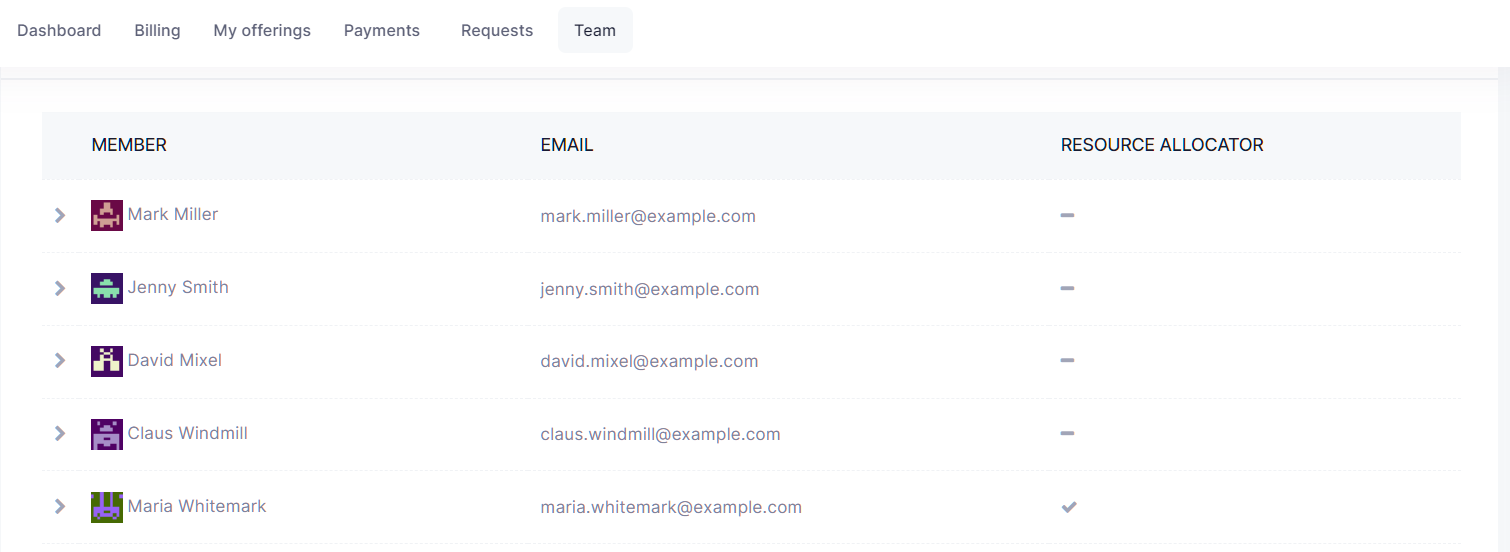 Dashboard Billing My offerings Payments Requests Team
MEMBER EMAIL RESOURCE ALLOCATOR
Mark Miller mark.miller@example.com
Jenny Smith jenny.smith@example.com
David Mixel david.mixel@example.com
Claus Windmill claus.windmill@example.com
Maria Whitemark maria.whitemark@example.com